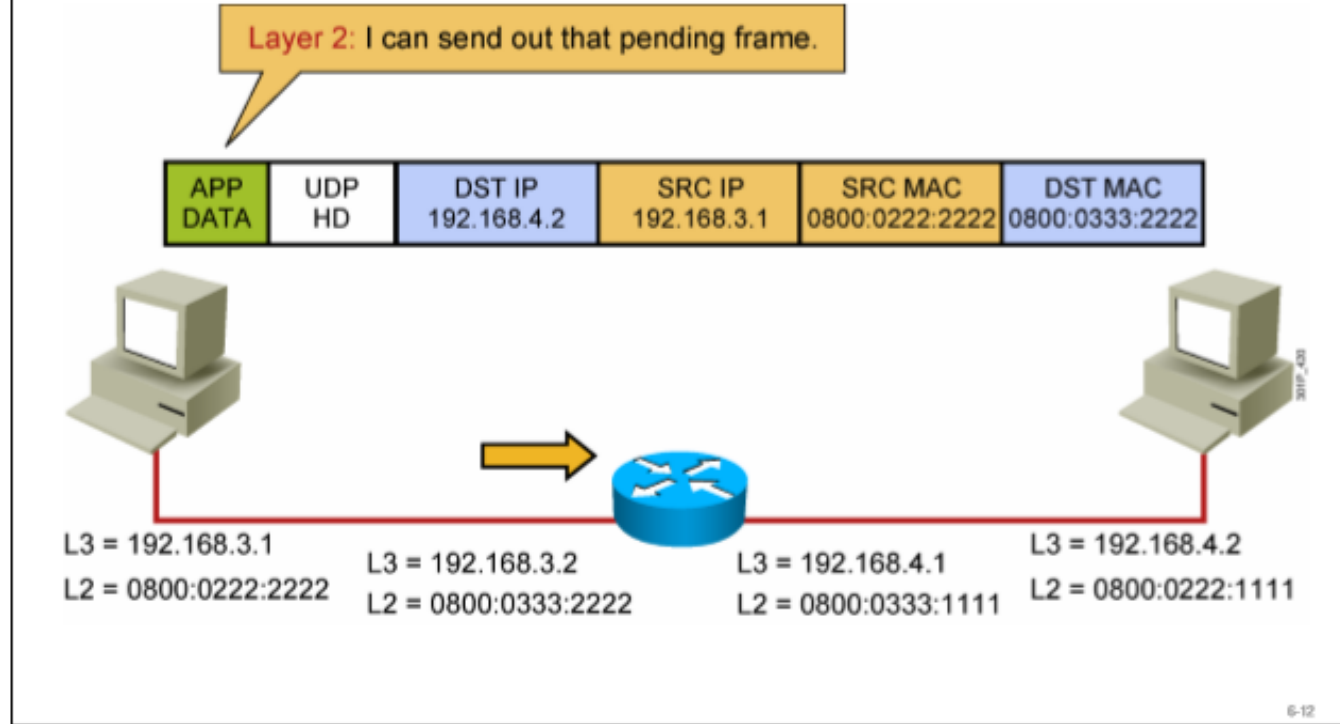 Layer 2: I can send out that pending frame.
APP
DATA
UDP
HD
DST IP
192.168.4.2
SRC IP
192.168.3.1
SRC MAC
0800:0222:2222
DST MAC
0800:0333:2222
301P_433
L3 = 192.168.3.1
L2 = 0800:0222:2222
L3 = 192.168.3.2
L2 = 0800:0333:2222
L3 = 192.168.4.1
L2 = 0800:0333:1111
L3 = 192.168.4.2
L2 = 0800:0222:1111
6-12